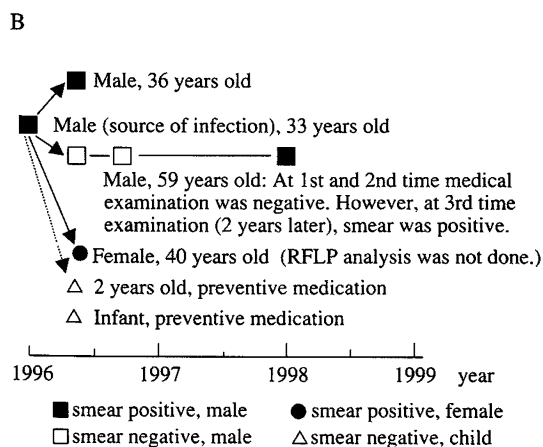 B
Male, 36 years old
Male (source of infection), 33 years old
Male, 59 years old: At 1st and 2nd time medical
examination was negative. However, at 3rd time
examination (2 years later), smear was positive.
Female, 40 years old (RFLP analysis was not done.)
2 years old, preventive medication
Infant, preventive medication
1996 1997 1998 1999 year
smear positive, male smear positive, female
smear negative, male smear negative, child